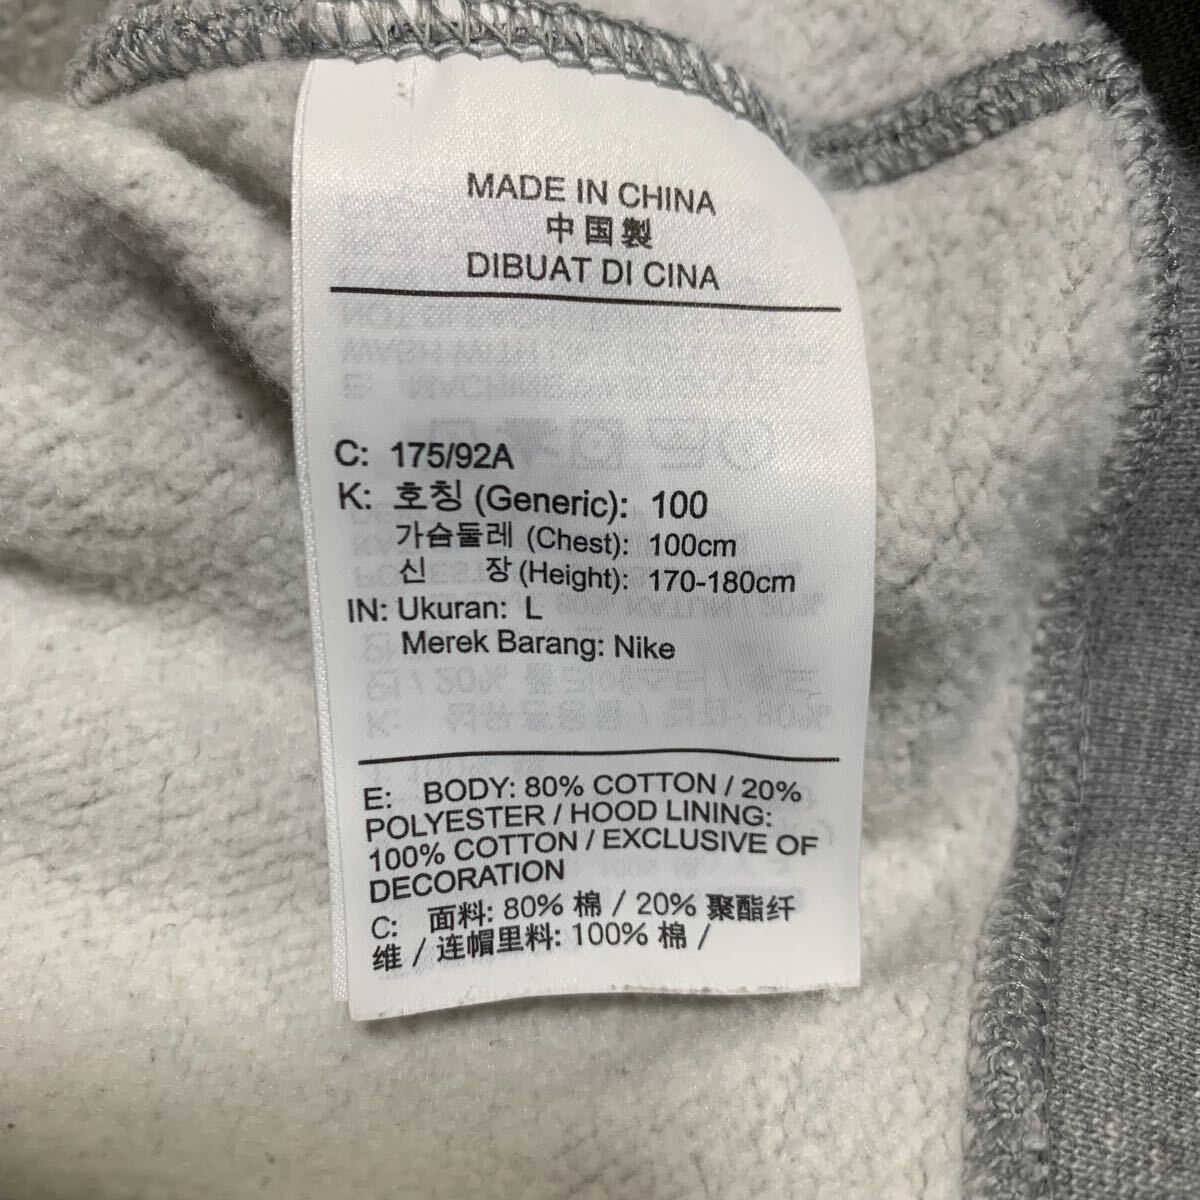 MADE IN CHINA
中国製
DIBUAT DI CINA
C: 175/92A
K: 호칭 (Generic): 100
가슴둘레 (Chest): 100cm
신 장 (Height): 170-180cm
IN: Ukuran: L
Merek Barang: Nike
E: BODY: 80% COTTON / 20%
POLYESTER / HOOD LINING:
100% COTTON / EXCLUSIVE OF
DECORATION
C: 面料: 80% 棉 / 20% 聚酯纤
维 / 连帽里料: 100% 棉 /